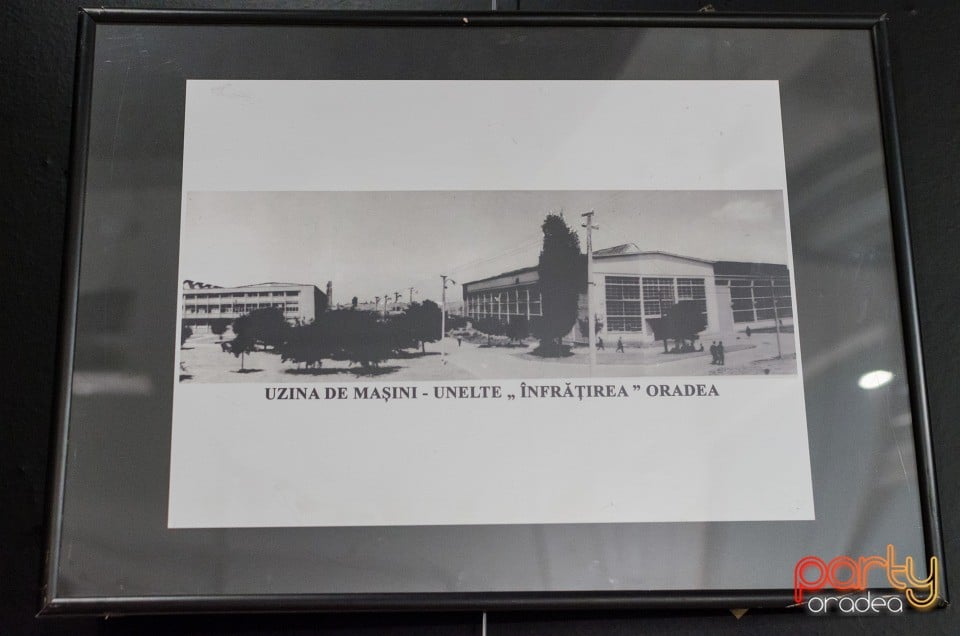 UZINA DE MAȘINI - UNELTE „ ÎNFRĂȚIREA ” ORADEA
party
oradea